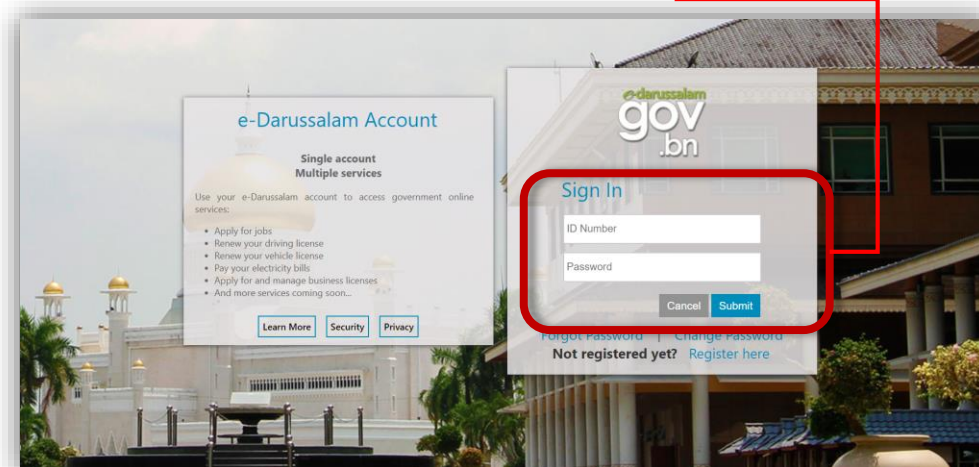 e-Darussalam Account
Single account
Multiple services
Use your e-Darussalam account to access government online
services:
• Apply for jobs
• Renew your driving license
• Renew your vehicle license
• Pay your electricity bills
• Apply for and manage business licenses
• And more services coming soon...
Learn More Security Privacy
e-darussalam
gov
.bn
Sign In
ID Number
Password
Cancel Submit
Forgot Password | Change Password
Not registered yet? Register here